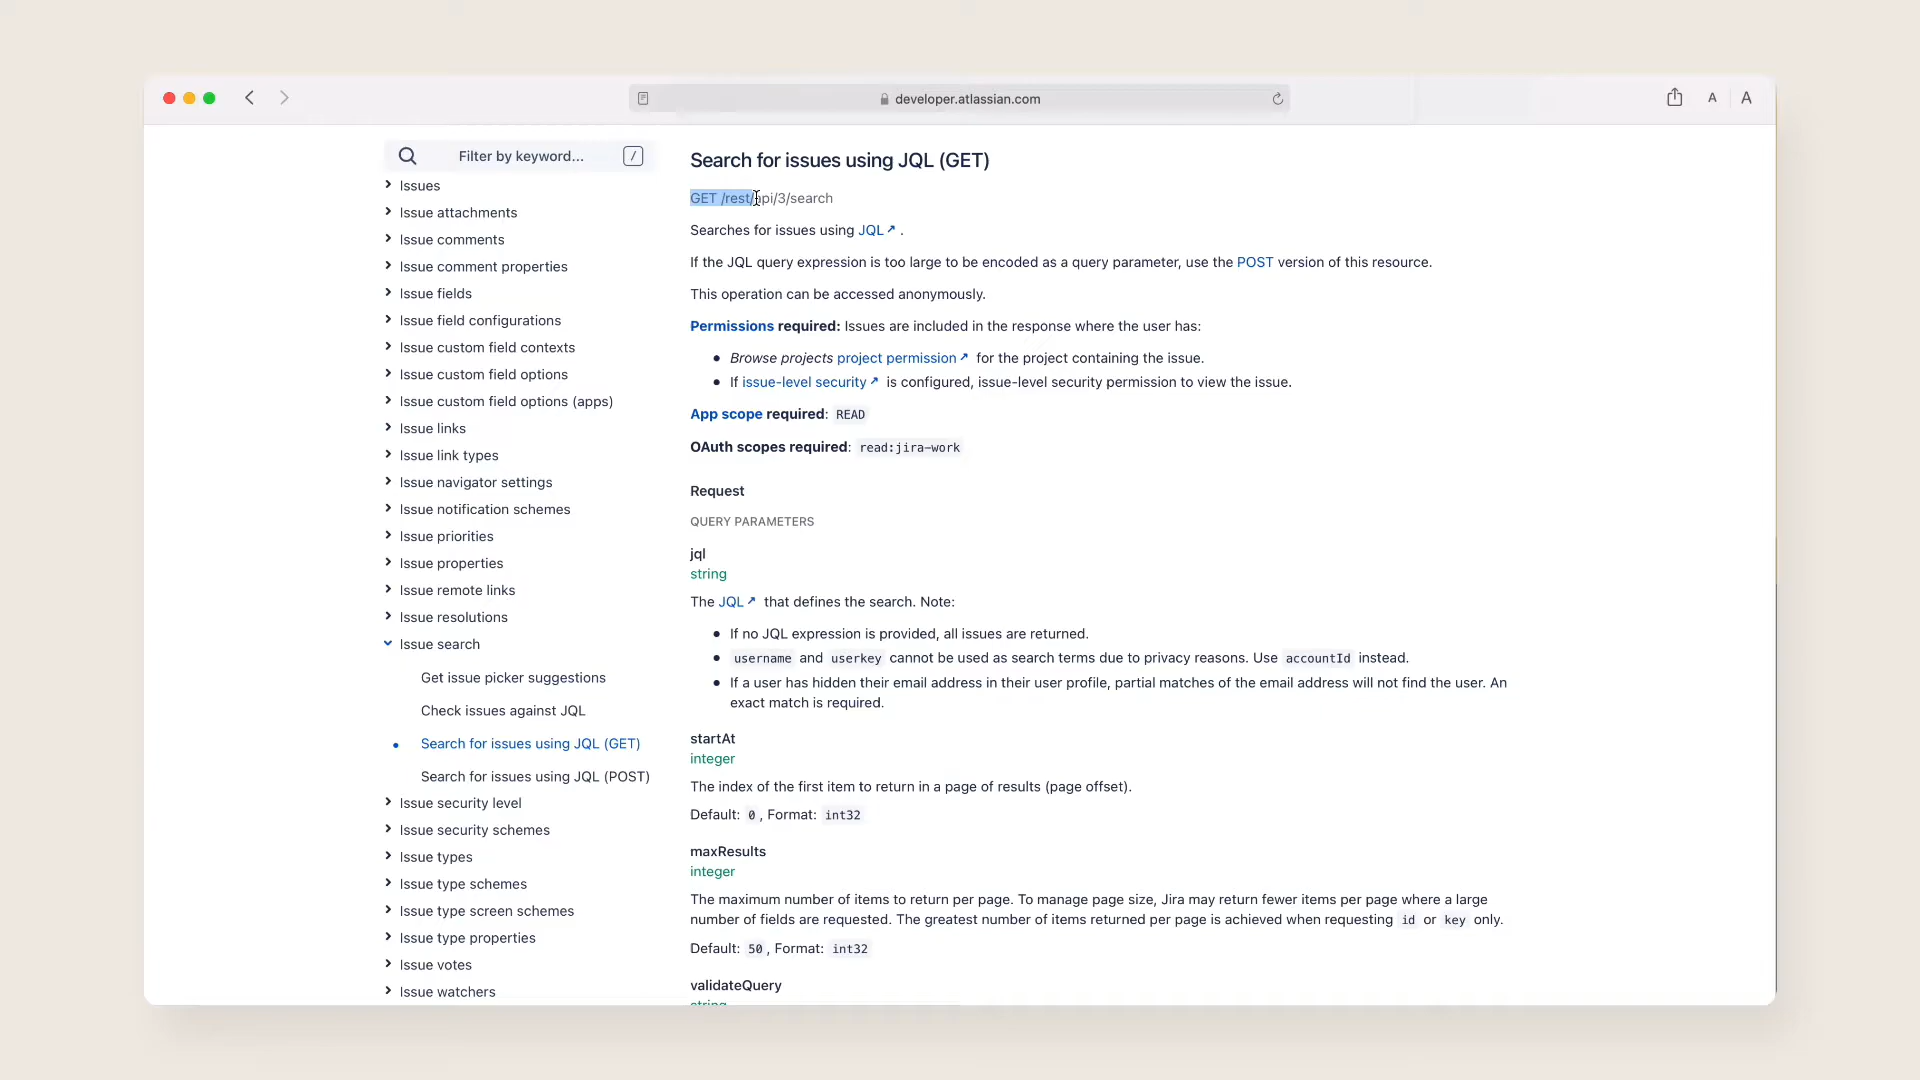 developer.atlassian.com
A
A
Filter by keyword...
/
Issues
Issue attachments
Issue comments
Issue comment properties
Issue fields
Issue field configurations
Issue custom field contexts
Issue custom field options
Issue custom field options (apps)
Issue links
Issue link types
Issue navigator settings
Issue notification schemes
Issue priorities
Issue properties
Issue remote links
Issue resolutions
Issue search
Get issue picker suggestions
Check issues against JQL
Search for issues using JQL (GET)
Search for issues using JQL (POST)
Issue security level
Issue security schemes
Issue types
Issue type schemes
Issue type screen schemes
Issue type properties
Issue votes
Issue watchers
Search for issues using JQL (GET)
GET /rest/api/3/search
Searches for issues using JQL .
If the JQL query expression is too large to be encoded as a query parameter, use the POST version of this resource.
This operation can be accessed anonymously.
Permissions required: Issues are included in the response where the user has:
Browse projects project permission for the project containing the issue.
If issue-level security is configured, issue-level security permission to view the issue.
App scope required: READ
OAuth scopes required: read:jira-work
Request
QUERY PARAMETERS
jql
string
The JQL that defines the search. Note:
If no JQL expression is provided, all issues are returned.
username and userkey cannot be used as search terms due to privacy reasons. Use accountId instead.
If a user has hidden their email address in their user profile, partial matches of the email address will not find the user. An
exact match is required.
startAt
integer
The index of the first item to return in a page of results (page offset).
Default: 0, Format: int32
maxResults
integer
The maximum number of items to return per page. To manage page size, Jira may return fewer items per page where a large
number of fields are requested. The greatest number of items returned per page is achieved when requesting id or key only.
Default: 50, Format: int32
validateQuery
string